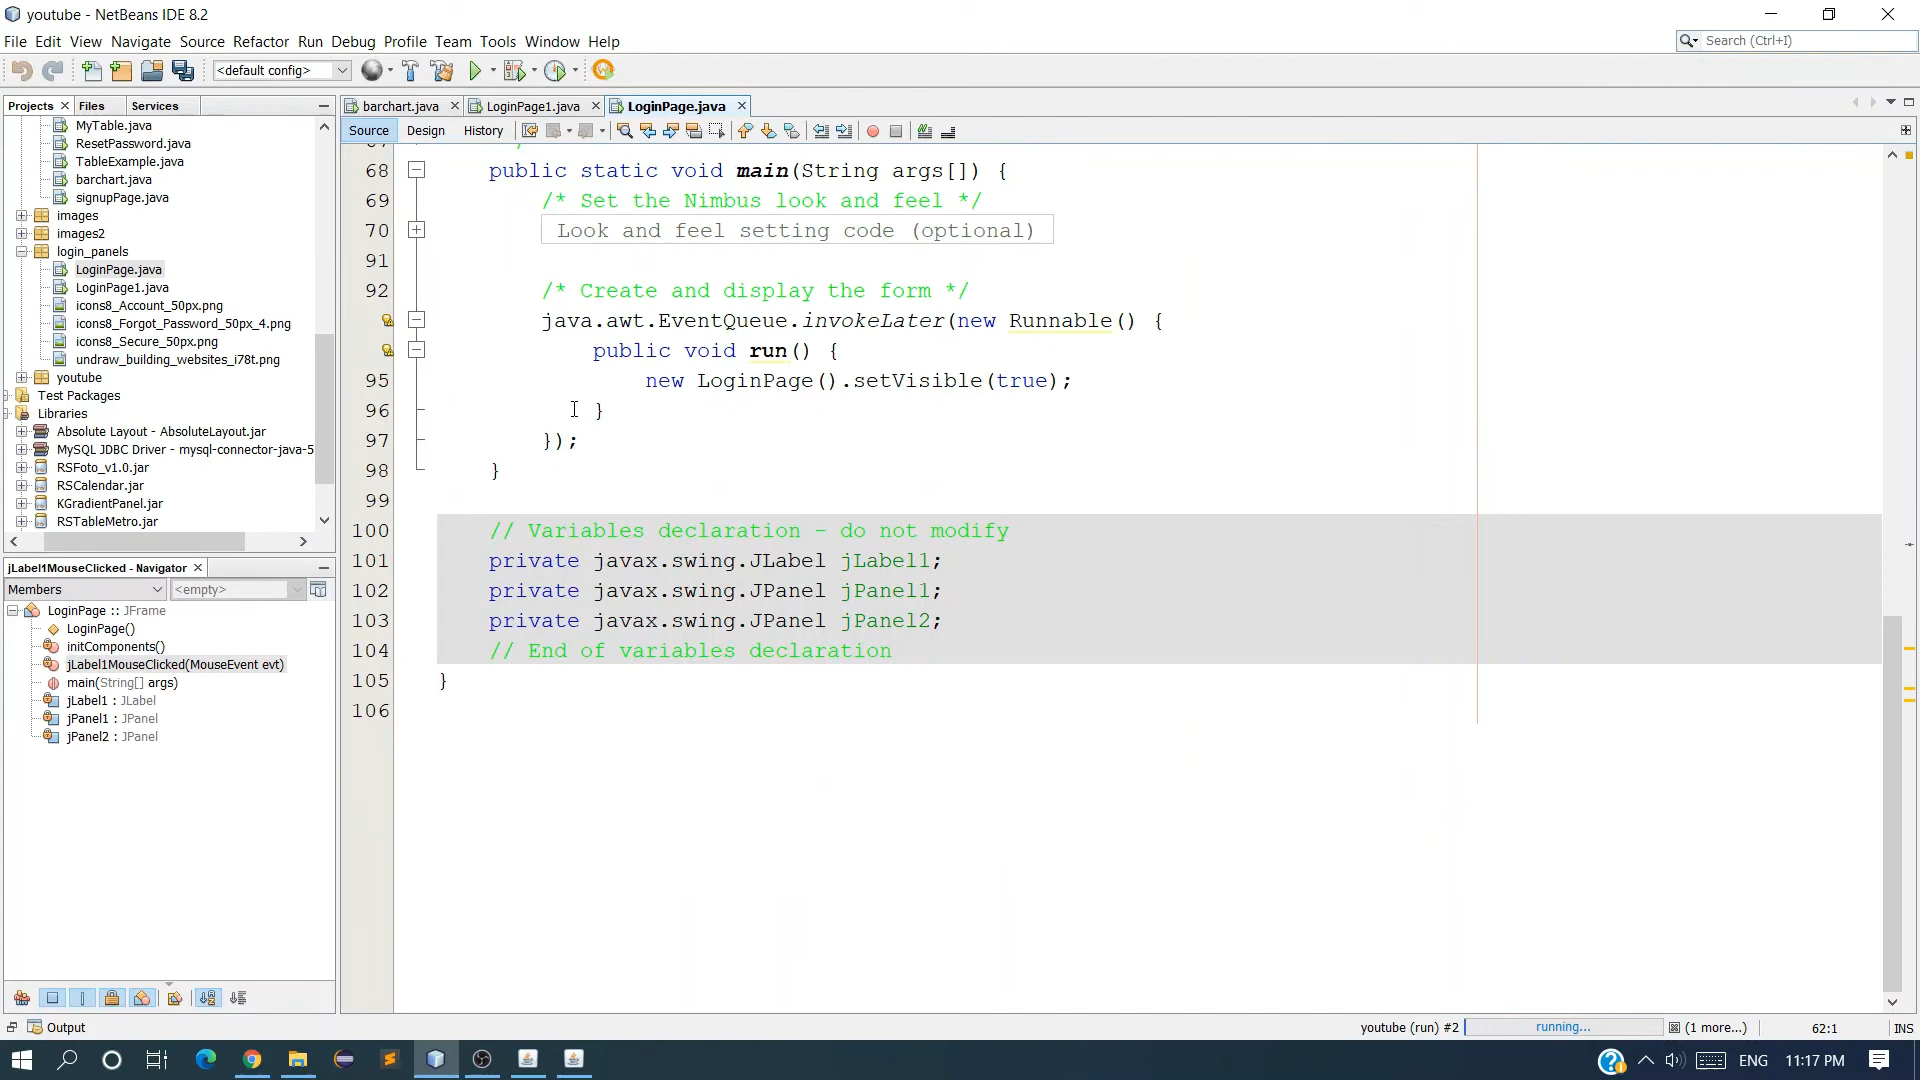 youtube - NetBeans IDE 8.2
File Edit View Navigate Source Refactor Run Debug Profile Team Tools Window Help
Search (Ctrl+I)
<default config>
Projects Files Services
barchart.java LoginPage1.java LoginPage.java
Source Design History
MyTable.java
ResetPassword.java
TableExample.java
barchart.java
signupPage.java
images
images2
login_panels
LoginPage.java
LoginPage1.java
icons8_Account_50px.png
icons8_Forgot_Password_50px_4.png
icons8_Secure_50px.png
undraw_building_websites_i78t.png
youtube
Test Packages
Libraries
Absolute Layout - AbsoluteLayout.jar
MySQL JDBC Driver - mysql-connector-java-5
RSFoto_v1.0.jar
RSCalendar.jar
KGradientPanel.jar
RSTableMetro.jar
68 public static void main(String args[]) {
69 /* Set the Nimbus look and feel */
70 Look and feel setting code (optional)
91
92 /* Create and display the form */
java.awt.EventQueue.invokeLater(new Runnable() {
public void run() {
95 new LoginPage().setVisible(true);
96 }
97 });
98 }
99
100 // Variables declaration - do not modify
101 private javax.swing.JLabel jLabel1;
102 private javax.swing.JPanel jPanel1;
103 private javax.swing.JPanel jPanel2;
104 // End of variables declaration
105 }
106
jLabel1MouseClicked - Navigator
Members <empty>
LoginPage :: JFrame
LoginPage()
initComponents()
jLabel1MouseClicked(MouseEvent evt)
main(String[] args)
jLabel1 : JLabel
jPanel1 : JPanel
jPanel2 : JPanel
Output
youtube (run) #2 running... (1 more...) 62:1 INS
ENG 11:17 PM